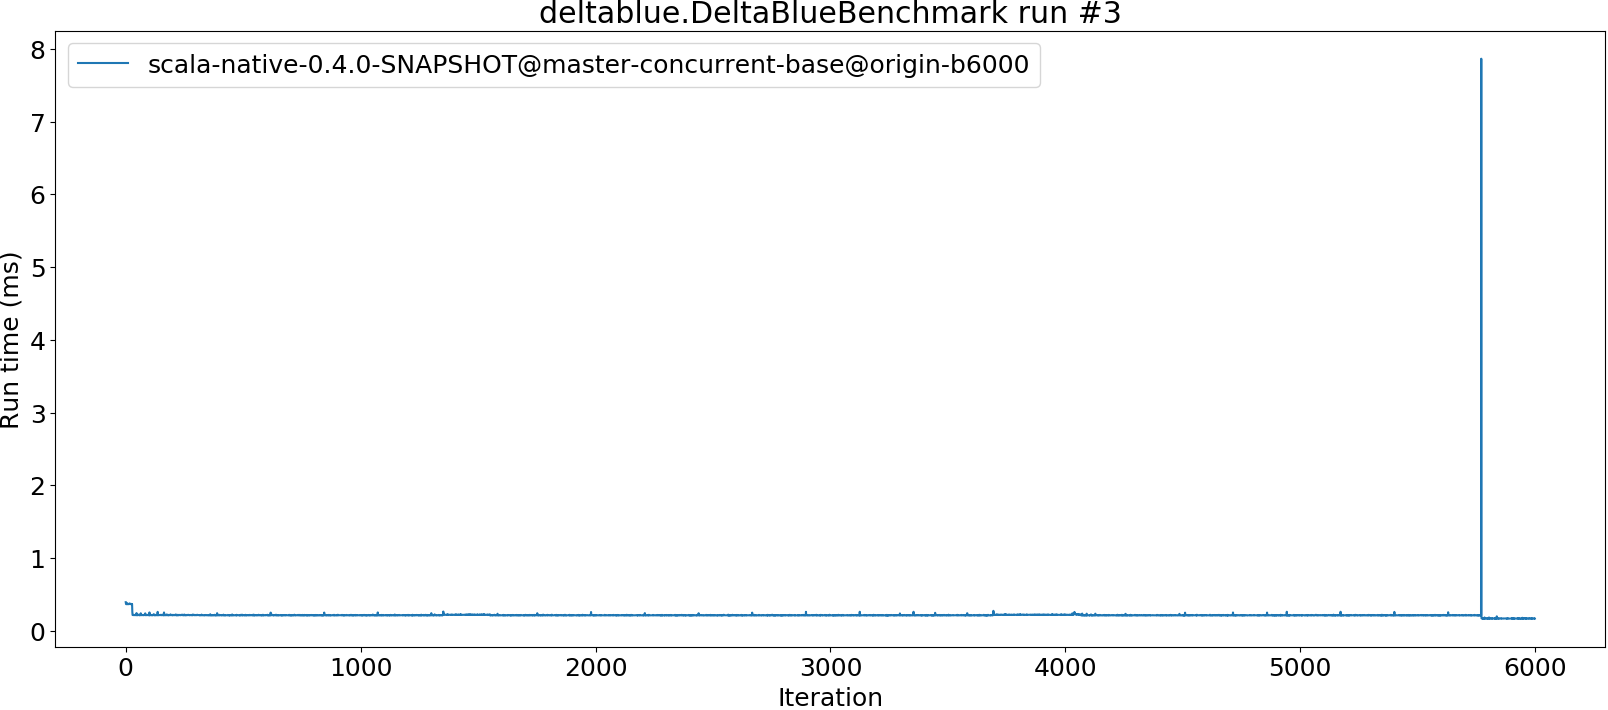 deltablue.DeltaBlueBenchmark run #3
scala-native-0.4.0-SNAPSHOT@master-concurrent-base@origin-b6000
8
7
6
5
4
3
2
1
0
Run time (ms)
0 1000 2000 3000 4000 5000 6000
Iteration